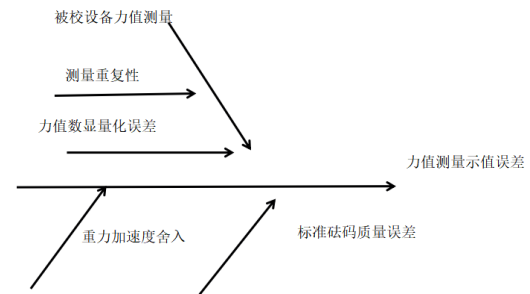 被校设备力值测量
测量重复性
力值数显量化误差
力值测量示值误差
重力加速度舍入
标准砝码质量误差